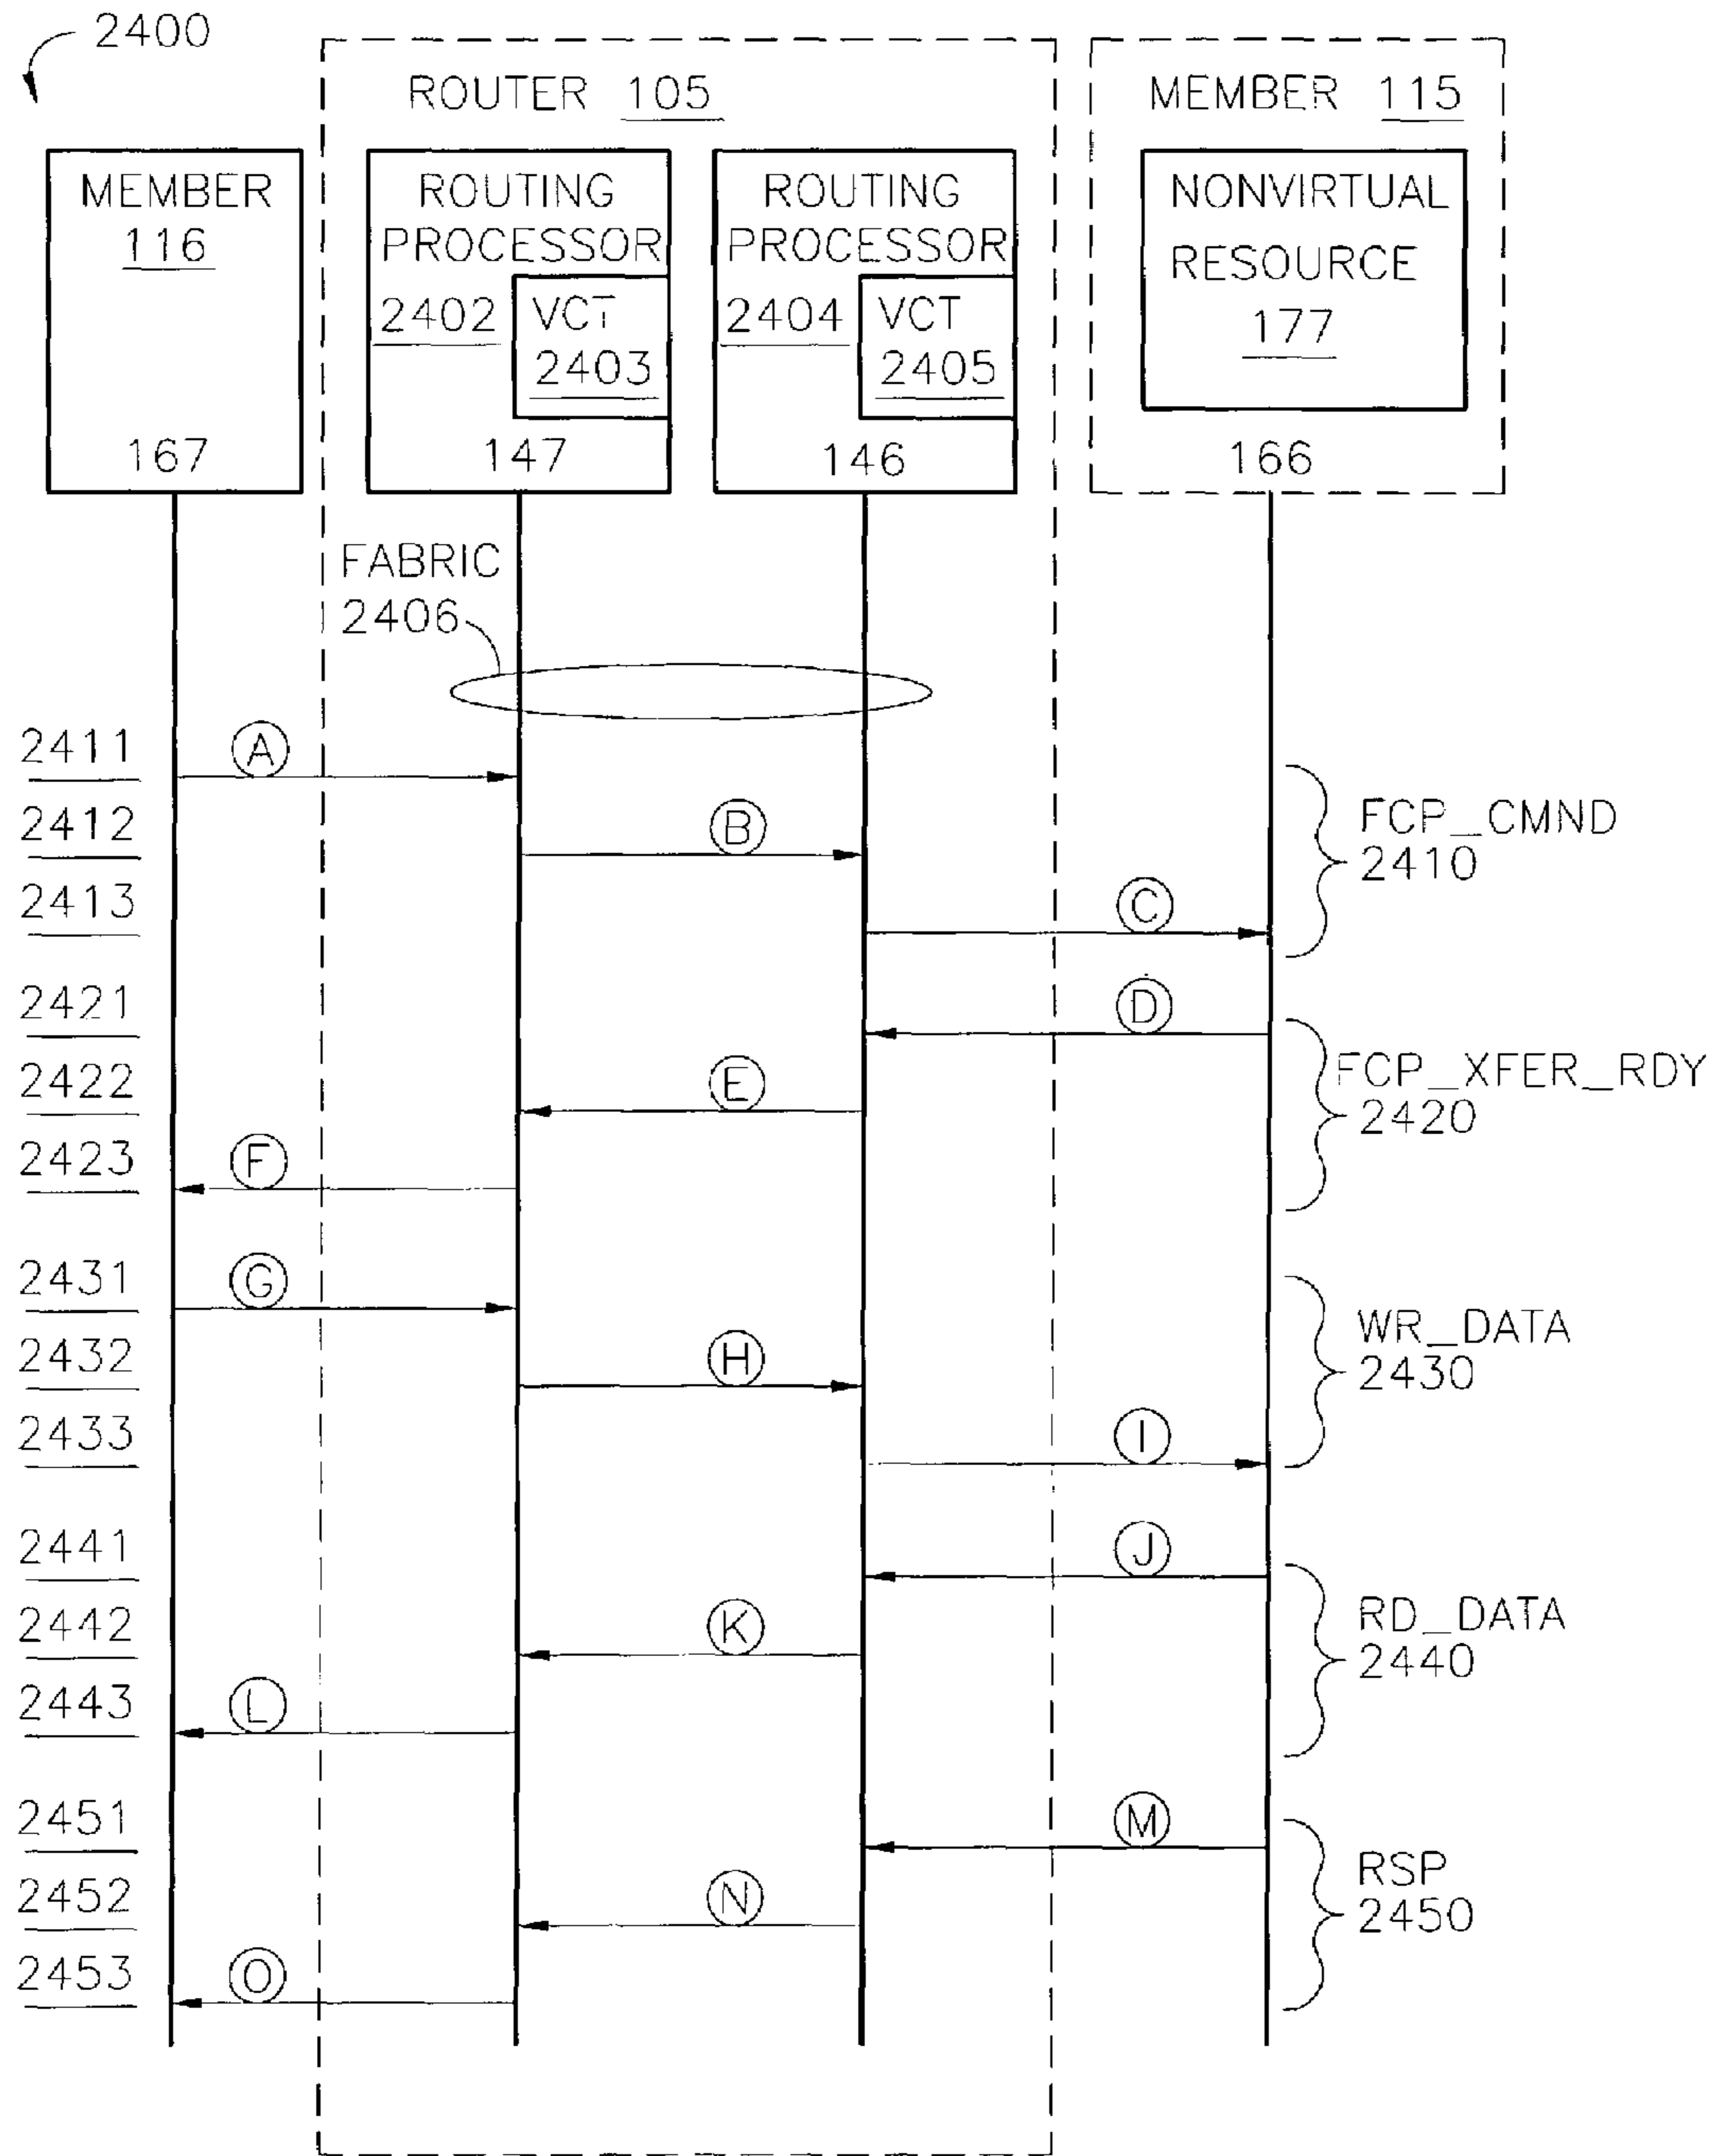 2400
ROUTER 105
MEMBER 115
MEMBER
116
167
ROUTING
PROCESSOR
2402
VCT
2403
147
ROUTING
PROCESSOR
2404
VCT
2405
146
NONVIRTUAL
RESOURCE
177
166
FABRIC
2406
2411
A
2412
B
2413
C
FCP_CMND
2410
2421
D
2422
E
2423
F
FCP_XFER_RDY
2420
2431
G
2432
H
2433
I
WR_DATA
2430
2441
J
2442
K
2443
L
RD_DATA
2440
2451
M
2452
N
2453
O
RSP
2450